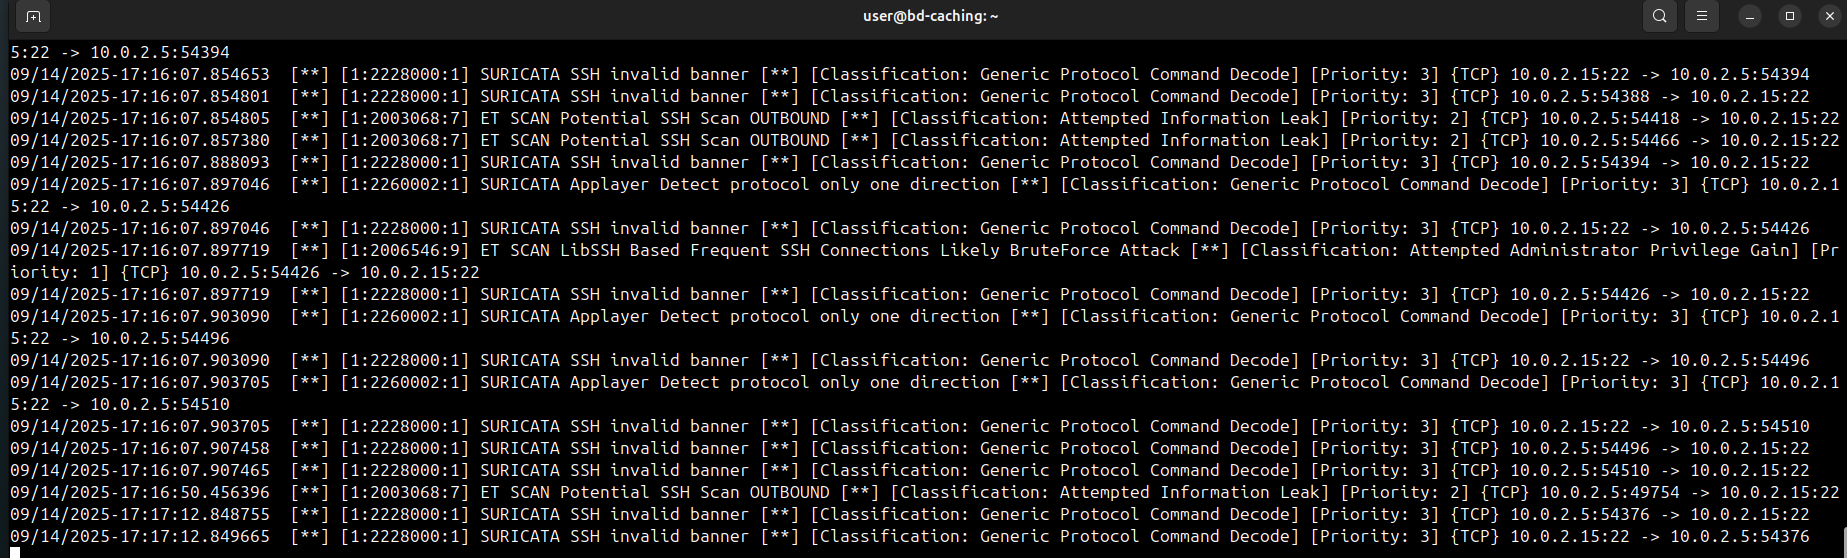 user@bd-caching: ~
5:22 -> 10.0.2.5:54394
09/14/2025-17:16:07.854653  [**] [1:2228000:1] SURICATA SSH invalid banner [**] [Classification: Generic Protocol Command Decode] [Priority: 3] {TCP} 10.0.2.15:22 -> 10.0.2.5:54394
09/14/2025-17:16:07.854801  [**] [1:2228000:1] SURICATA SSH invalid banner [**] [Classification: Generic Protocol Command Decode] [Priority: 3] {TCP} 10.0.2.5:54388 -> 10.0.2.15:22
09/14/2025-17:16:07.854805  [**] [1:2003068:7] ET SCAN Potential SSH Scan OUTBOUND [**] [Classification: Attempted Information Leak] [Priority: 2] {TCP} 10.0.2.5:54418 -> 10.0.2.15:22
09/14/2025-17:16:07.857380  [**] [1:2003068:7] ET SCAN Potential SSH Scan OUTBOUND [**] [Classification: Attempted Information Leak] [Priority: 2] {TCP} 10.0.2.5:54466 -> 10.0.2.15:22
09/14/2025-17:16:07.888093  [**] [1:2228000:1] SURICATA SSH invalid banner [**] [Classification: Generic Protocol Command Decode] [Priority: 3] {TCP} 10.0.2.5:54394 -> 10.0.2.15:22
09/14/2025-17:16:07.897046  [**] [1:2260002:1] SURICATA Applayer Detect protocol only one direction [**] [Classification: Generic Protocol Command Decode] [Priority: 3] {TCP} 10.0.2.1
5:22 -> 10.0.2.5:54426
09/14/2025-17:16:07.897046  [**] [1:2228000:1] SURICATA SSH invalid banner [**] [Classification: Generic Protocol Command Decode] [Priority: 3] {TCP} 10.0.2.15:22 -> 10.0.2.5:54426
09/14/2025-17:16:07.897719  [**] [1:2006546:9] ET SCAN LibSSH Based Frequent SSH Connections Likely BruteForce Attack [**] [Classification: Attempted Administrator Privilege Gain] [Pr
iority: 1] {TCP} 10.0.2.5:54426 -> 10.0.2.15:22
09/14/2025-17:16:07.897719  [**] [1:2228000:1] SURICATA SSH invalid banner [**] [Classification: Generic Protocol Command Decode] [Priority: 3] {TCP} 10.0.2.5:54426 -> 10.0.2.15:22
09/14/2025-17:16:07.903090  [**] [1:2260002:1] SURICATA Applayer Detect protocol only one direction [**] [Classification: Generic Protocol Command Decode] [Priority: 3] {TCP} 10.0.2.1
5:22 -> 10.0.2.5:54496
09/14/2025-17:16:07.903090  [**] [1:2228000:1] SURICATA SSH invalid banner [**] [Classification: Generic Protocol Command Decode] [Priority: 3] {TCP} 10.0.2.15:22 -> 10.0.2.5:54496
09/14/2025-17:16:07.903705  [**] [1:2260002:1] SURICATA Applayer Detect protocol only one direction [**] [Classification: Generic Protocol Command Decode] [Priority: 3] {TCP} 10.0.2.1
5:22 -> 10.0.2.5:54510
09/14/2025-17:16:07.903705  [**] [1:2228000:1] SURICATA SSH invalid banner [**] [Classification: Generic Protocol Command Decode] [Priority: 3] {TCP} 10.0.2.15:22 -> 10.0.2.5:54510
09/14/2025-17:16:07.907458  [**] [1:2228000:1] SURICATA SSH invalid banner [**] [Classification: Generic Protocol Command Decode] [Priority: 3] {TCP} 10.0.2.5:54496 -> 10.0.2.15:22
09/14/2025-17:16:07.907465  [**] [1:2228000:1] SURICATA SSH invalid banner [**] [Classification: Generic Protocol Command Decode] [Priority: 3] {TCP} 10.0.2.5:54510 -> 10.0.2.15:22
09/14/2025-17:16:50.456396  [**] [1:2003068:7] ET SCAN Potential SSH Scan OUTBOUND [**] [Classification: Attempted Information Leak] [Priority: 2] {TCP} 10.0.2.5:49754 -> 10.0.2.15:22
09/14/2025-17:17:12.848755  [**] [1:2228000:1] SURICATA SSH invalid banner [**] [Classification: Generic Protocol Command Decode] [Priority: 3] {TCP} 10.0.2.5:54376 -> 10.0.2.15:22
09/14/2025-17:17:12.849665  [**] [1:2228000:1] SURICATA SSH invalid banner [**] [Classification: Generic Protocol Command Decode] [Priority: 3] {TCP} 10.0.2.15:22 -> 10.0.2.5:54376